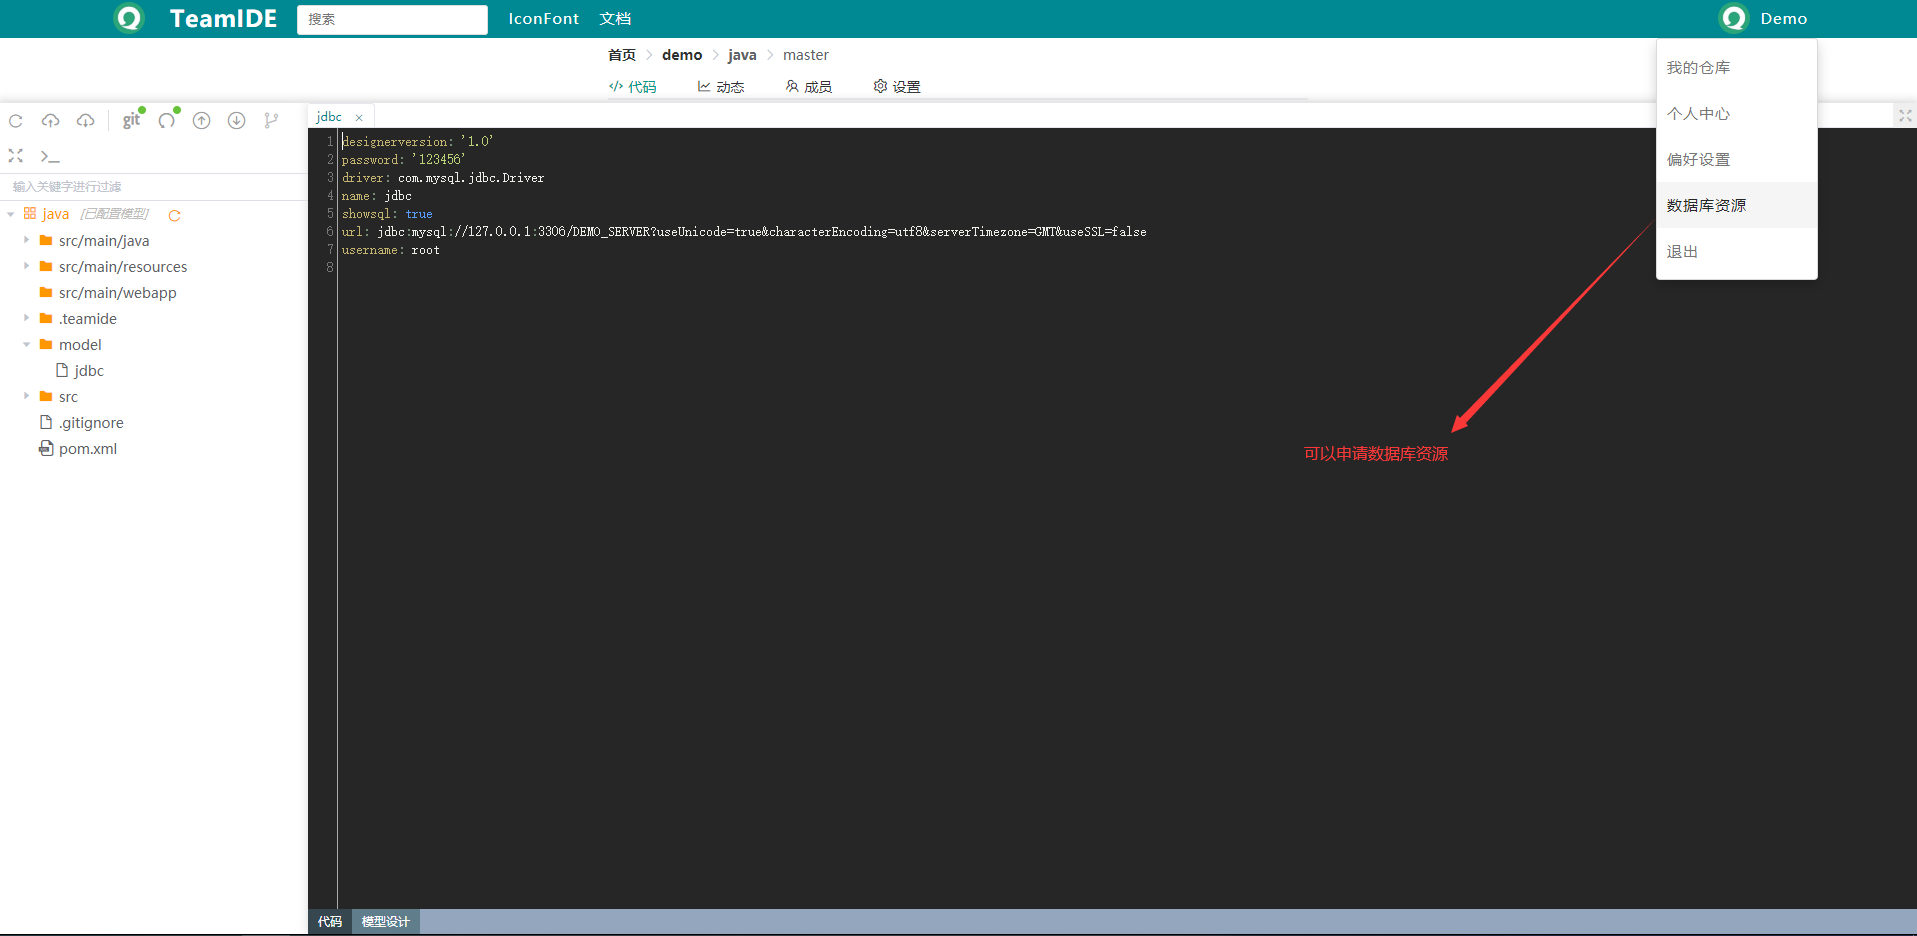 TeamIDE 搜索 IconFont 文档 Demo
首页 demo java master
代码 动态 成员 设置
我的仓库
个人中心
偏好设置
数据库资源
退出
git
输入关键字进行过滤
java [已配置模型]
src/main/java
src/main/resources
src/main/webapp
.teamide
model
jdbc
src
.gitignore
pom.xml
jdbc ×
1 designerversion: '1.0'
2 password: '123456'
3 driver: com.mysql.jdbc.Driver
4 name: jdbc
5 showsql: true
6 url: jdbc:mysql://127.0.0.1:3306/DEMO_SERVER?useUnicode=true&characterEncoding=utf8&serverTimezone=GMT&useSSL=false
7 username: root
8
可以申请数据库资源
代码 模型设计